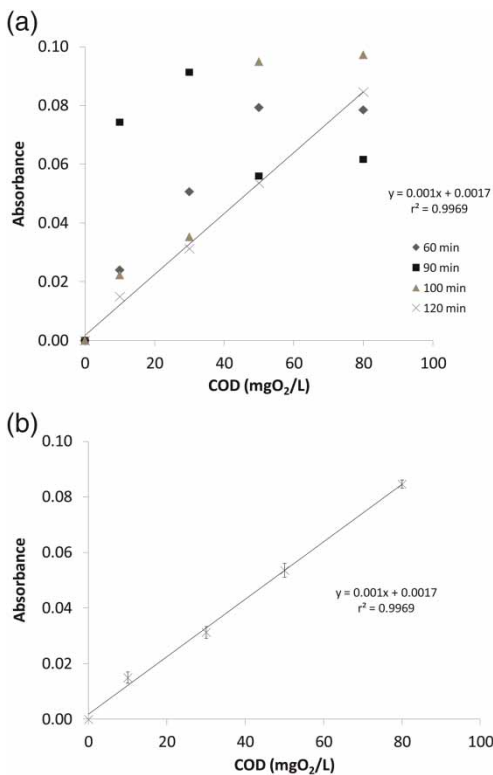 (a)
0.10
0.08
0.06
0.04
0.02
0.00
Absorbance
y = 0.001x + 0.0017
r² = 0.9969
60 min
90 min
100 min
120 min
0 20 40 60 80 100
COD (mgO₂/L)
(b)
0.10
0.08
0.06
0.04
0.02
0.00
Absorbance
y = 0.001x + 0.0017
r² = 0.9969
0 20 40 60 80 100
COD (mgO₂/L)